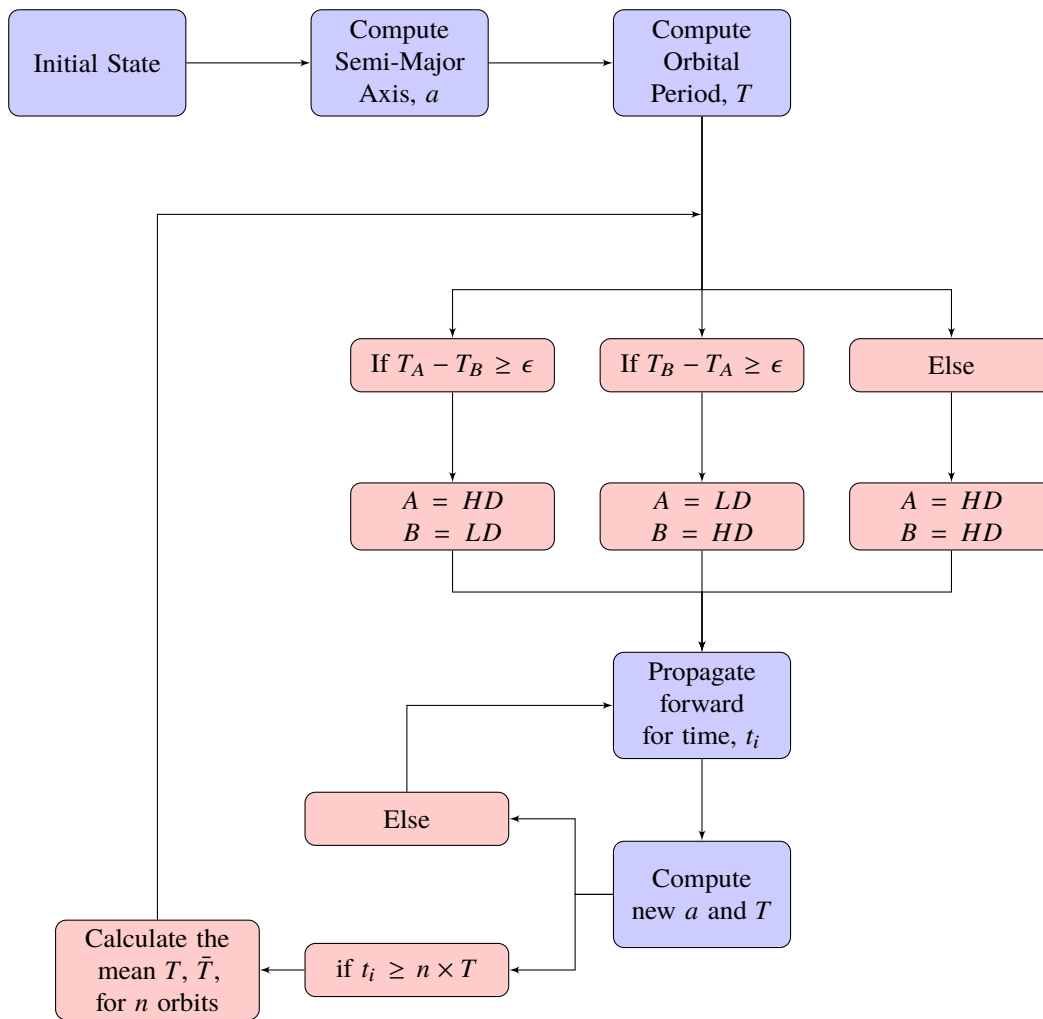 Initial State
Compute
Semi-Major
Axis, a
Compute
Orbital
Period, T
If T_A − T_B ≥ ϵ
If T_B − T_A ≥ ϵ
Else
A = HD
B = LD
A = LD
B = HD
A = HD
B = HD
Propagate
forward
for time, t_i
Else
Compute
new a and T
Calculate the
mean T, T̄,
for n orbits
if t_i ≥ n × T